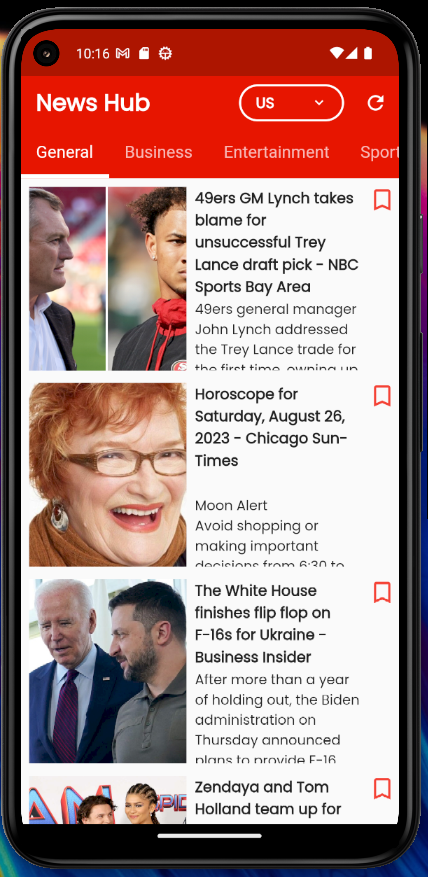 10:16
News Hub
US
General Business Entertainment Sport
49ers GM Lynch takes
blame for
unsuccessful Trey
Lance draft pick - NBC
Sports Bay Area
49ers general manager
John Lynch addressed
the Trey Lance trade for
the first time, owning up
Horoscope for
Saturday, August 26,
2023 - Chicago Sun-
Times
Moon Alert
Avoid shopping or
making important
decisions from 6:30 to
The White House
finishes flip flop on
F-16s for Ukraine -
Business Insider
After more than a year
of holding out, the Biden
administration on
Thursday announced
plans to provide F-16
AM
SPID
Zendaya and Tom
Holland team up for